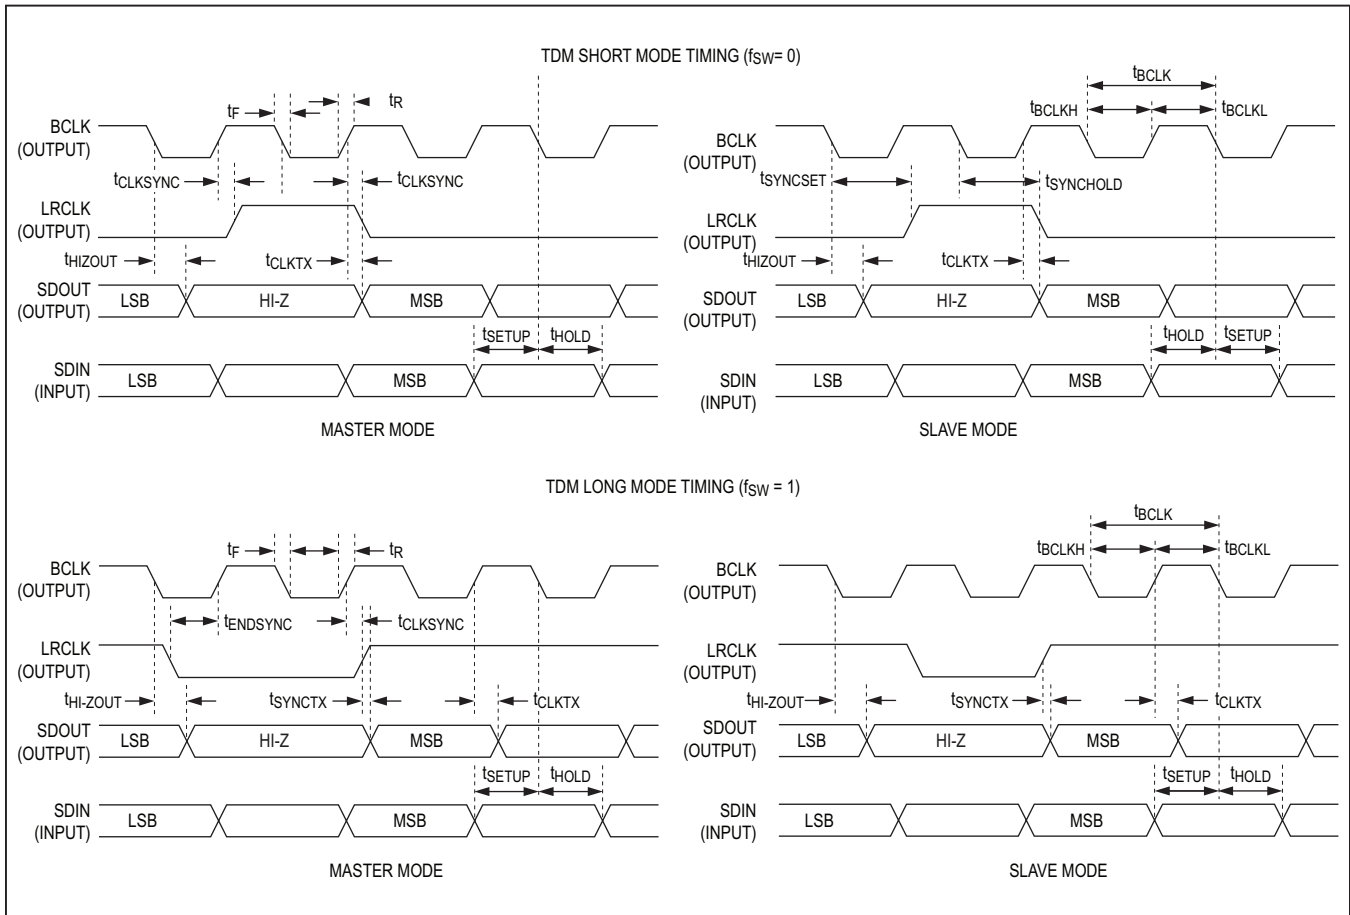 TDM SHORT MODE TIMING (fSW= 0)
tF
tR
BCLK
(OUTPUT)
tCLKSYNC
tCLKSYNC
LRCLK
(OUTPUT)
tHIZOUT
tCLKTX
SDOUT
(OUTPUT)
LSB
HI-Z
MSB
tSETUP
tHOLD
SDIN
(INPUT)
LSB
MSB
MASTER MODE
tBCLK
tBCLKH
tBCLKL
BCLK
(OUTPUT)
tSYNCSET
tSYNCHOLD
LRCLK
(OUTPUT)
tHIZOUT
tCLKTX
SDOUT
(OUTPUT)
LSB
HI-Z
MSB
tHOLD
tSETUP
SDIN
(INPUT)
LSB
MSB
SLAVE MODE
TDM LONG MODE TIMING (fSW = 1)
tF
tR
BCLK
(OUTPUT)
tENDSYNC
tCLKSYNC
LRCLK
(OUTPUT)
tHI-ZOUT
tSYNCTX
tCLKTX
SDOUT
(OUTPUT)
LSB
HI-Z
MSB
tSETUP
tHOLD
SDIN
(INPUT)
LSB
MSB
MASTER MODE
tBCLK
tBCLKH
tBCLKL
BCLK
(OUTPUT)
LRCLK
(OUTPUT)
tHI-ZOUT
tSYNCTX
tCLKTX
SDOUT
(OUTPUT)
LSB
HI-Z
MSB
tSETUP
tHOLD
SDIN
(INPUT)
LSB
MSB
SLAVE MODE